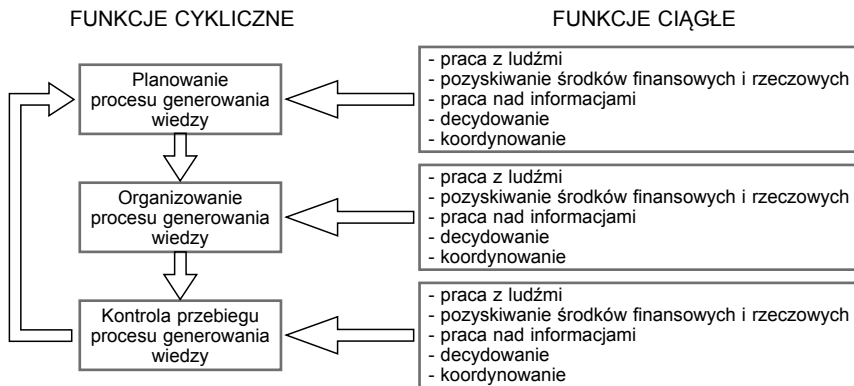 FUNKCJE CYKLICZNE
FUNKCJE CIĄGŁE
Planowanie
procesu generowania
wiedzy
- praca z ludźmi
- pozyskiwanie środków finansowych i rzeczowych
- praca nad informacjami
- decydowanie
- koordynowanie
Organizowanie
procesu generowania
wiedzy
- praca z ludźmi
- pozyskiwanie środków finansowych i rzeczowych
- praca nad informacjami
- decydowanie
- koordynowanie
Kontrola przebiegu
procesu generowania
wiedzy
- praca z ludźmi
- pozyskiwanie środków finansowych i rzeczowych
- praca nad informacjami
- decydowanie
- koordynowanie